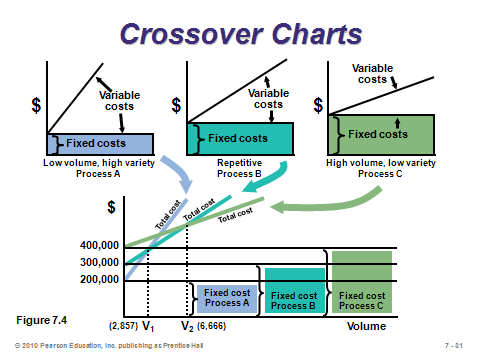 Crossover Charts
$
Variable
costs
Fixed costs
Low volume, high variety
Process A
$
Variable
costs
Fixed costs
Repetitive
Process B
$
Variable
costs
Fixed costs
High volume, low variety
Process C
$
Total cost
Total cost
Total cost
400,000
300,000
200,000
Fixed cost
Process A
Fixed cost
Process B
Fixed cost
Process C
Figure 7.4
(2,857) V1
V2 (6,666)
Volume
© 2010 Pearson Education, Inc. publishing as Prentice Hall
7 - 31